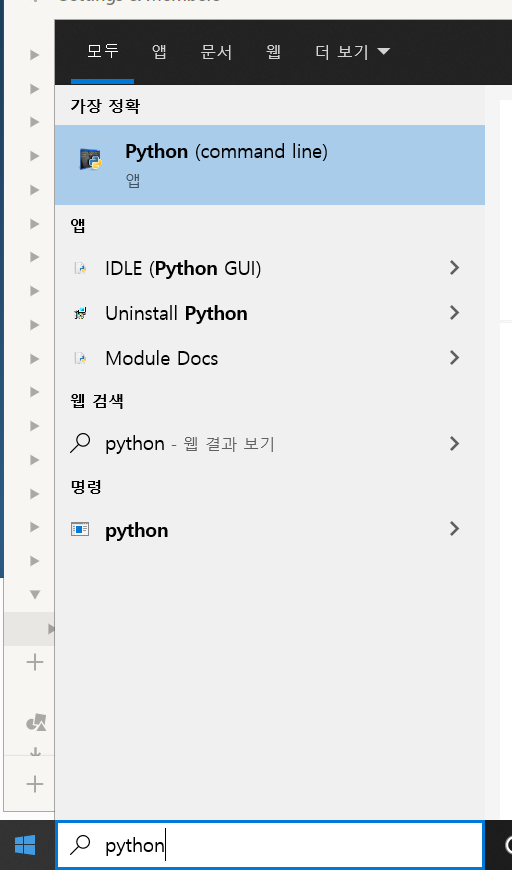 Settings & Members
모두 앱 문서 웹 더 보기
가장 정확
Python (command line)
앱
앱
IDLE (Python GUI)
Uninstall Python
Module Docs
웹 검색
python - 웹 결과 보기
명령
python
python